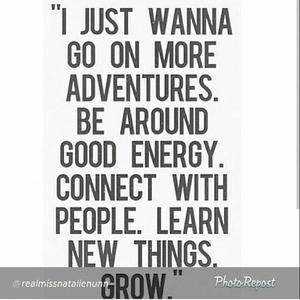 "I JUST WANNA
GO ON MORE
ADVENTURES.
BE AROUND
GOOD ENERGY.
CONNECT WITH
PEOPLE. LEARN
NEW THINGS.
GROW."
@realmissnatalienunn
PhotoRepost